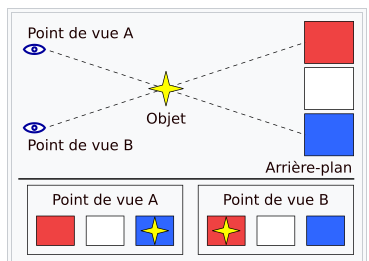 Point de vue A
Objet
Point de vue B
Arrière-plan
Point de vue A
Point de vue B